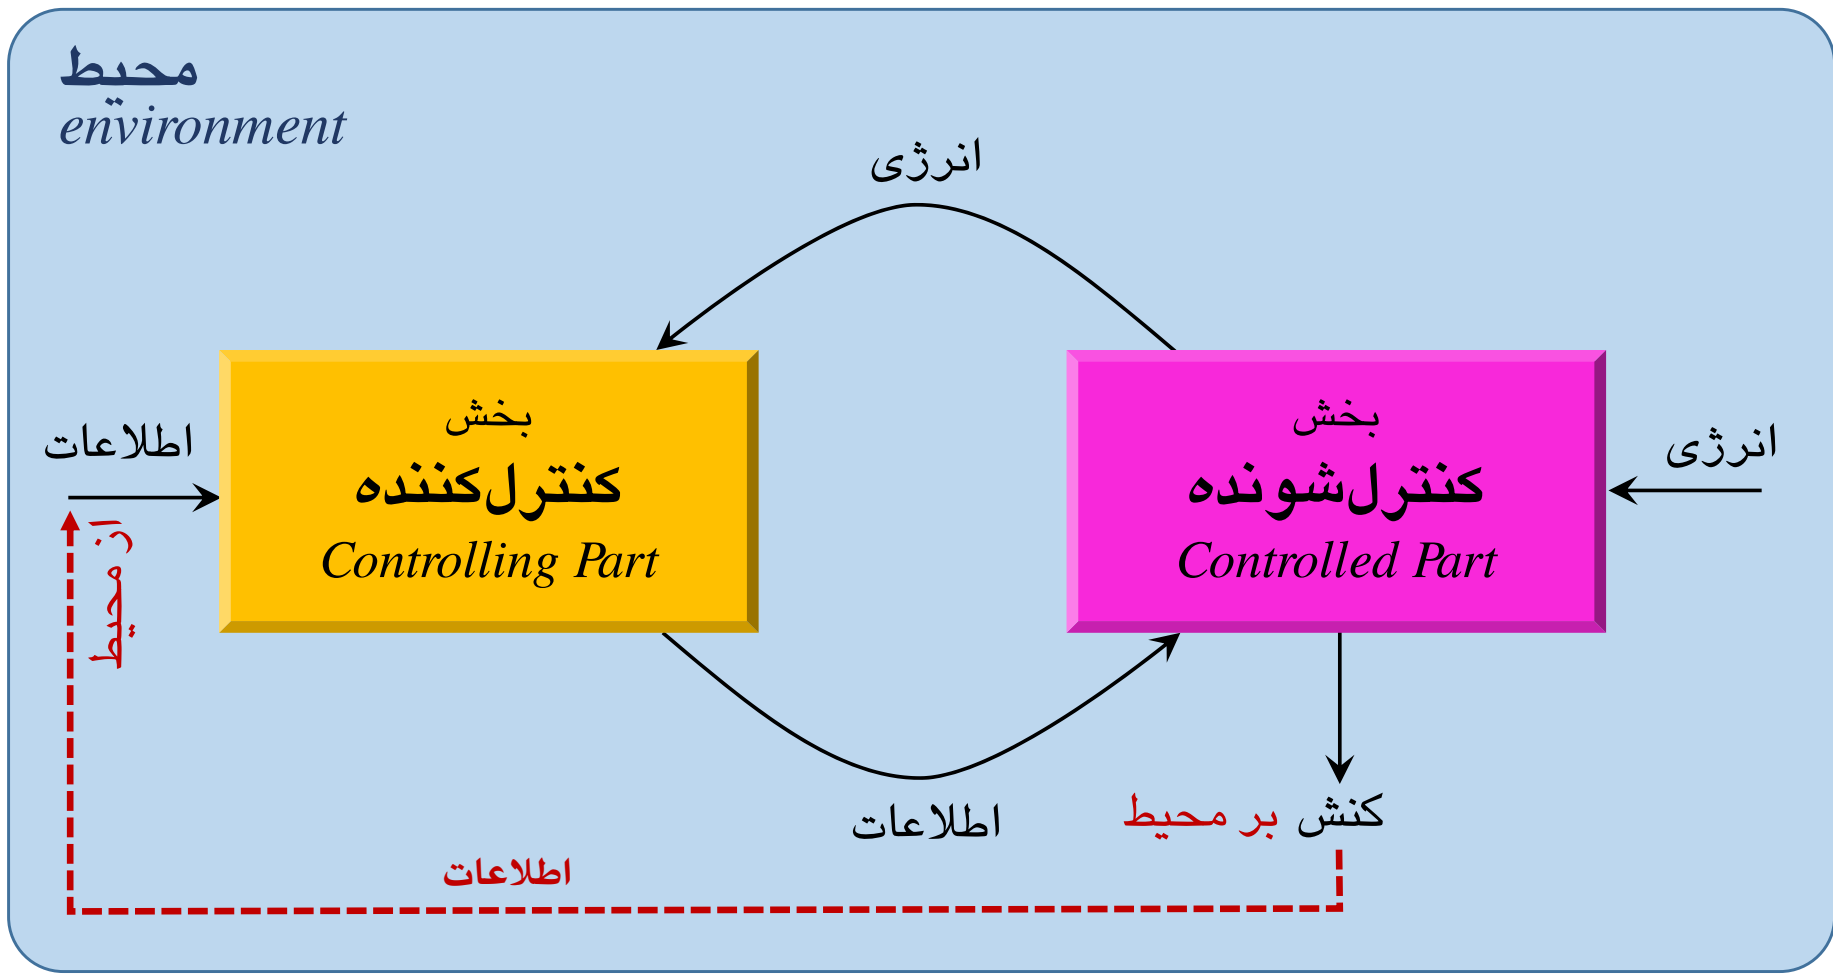 محیط
environment
انرژی
اطلاعات
بخش
کنترل‌کننده
Controlling Part
بخش
کنترل‌شونده
Controlled Part
انرژی
از محیط
اطلاعات
کنش بر محیط
اطلاعات